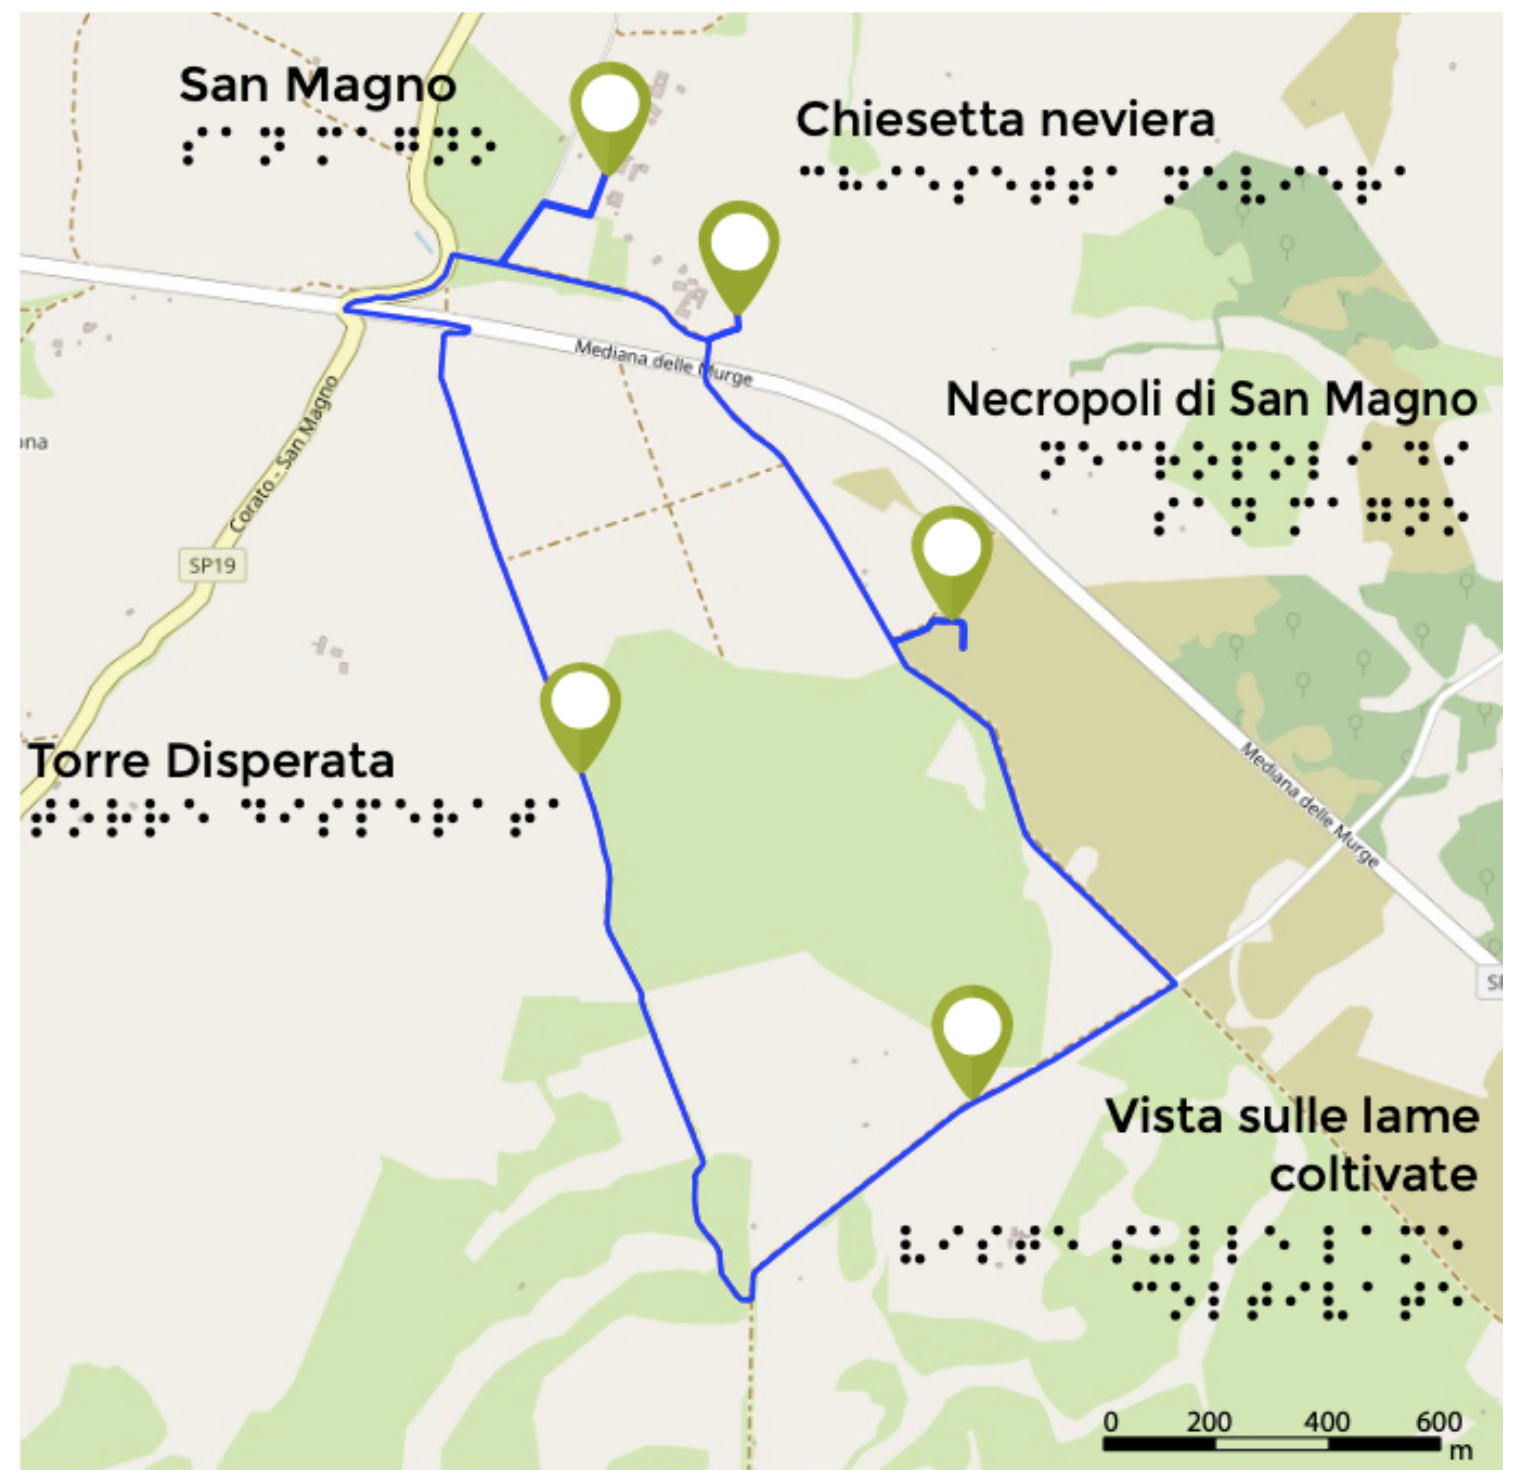 San Magno
⠎⠁⠝ ⠍⠁⠛⠝⠕
Chiesetta neviera
⠉⠓⠊⠑⠎⠑⠞⠞⠁ ⠝⠑⠧⠊⠑⠗⠁
Mediana delle Murge
Necropoli di San Magno
⠝⠑⠉⠗⠕⠏⠕⠇⠊ ⠙⠊
⠎⠁⠝ ⠍⠁⠛⠝⠕
ona
Corato - San Magno
SP19
Torre Disperata
⠞⠕⠗⠗⠑ ⠙⠊⠎⠏⠑⠗⠁⠞⠁
Mediana delle Murge
Vista sulle lame
coltivate
⠧⠊⠎⠞⠑ ⠎⠥⠇⠇⠑ ⠇⠁⠍⠑
⠉⠕⠇⠞⠊⠧⠁⠞⠑
0 200 400 600
m